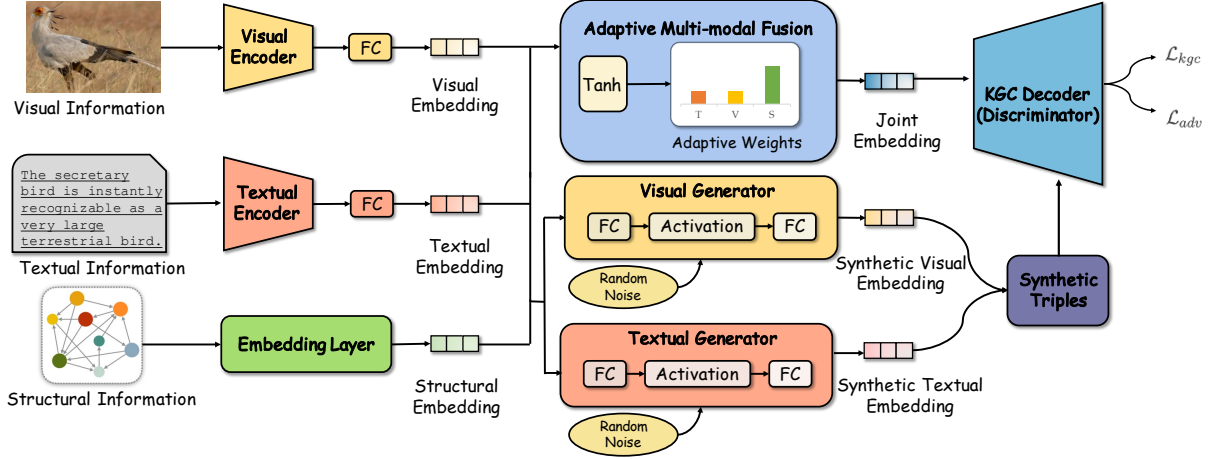 Visual Information
Visual
Encoder
FC
Visual
Embedding
Adaptive Multi-modal Fusion
Tanh
T V S
Adaptive Weights
Joint
Embedding
KGC Decoder
(Discriminator)
ℒkgc
ℒadv
The secretary
bird is instantly
recognizable as a
very large
terrestrial bird.
Textual Information
Textual
Encoder
FC
Textual
Embedding
Visual Generator
FC
Activation
FC
Random
Noise
Synthetic Visual
Embedding
Synthetic
Triples
Structural Information
Embedding Layer
Structural
Embedding
Textual Generator
FC
Activation
FC
Random
Noise
Synthetic Textual
Embedding